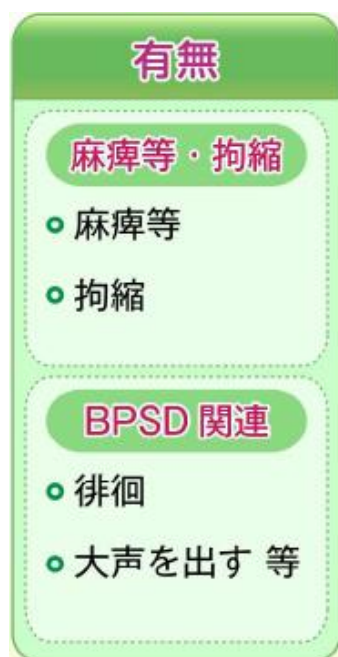 有無
麻痺等・拘縮
麻痺等
拘縮
BPSD 関連
徘徊
大声を出す 等